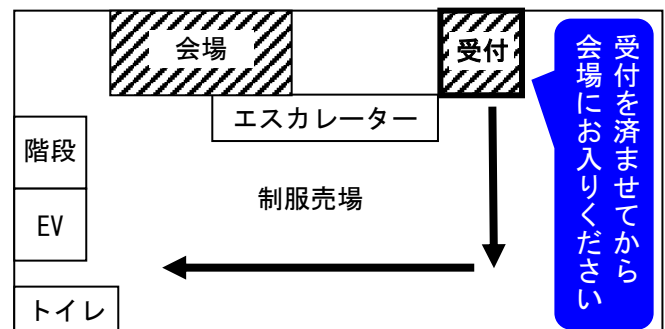 会場
受付
受付を済ませてから
会場にお入りください
エスカレーター
階段
制服売場
EV
トイレ